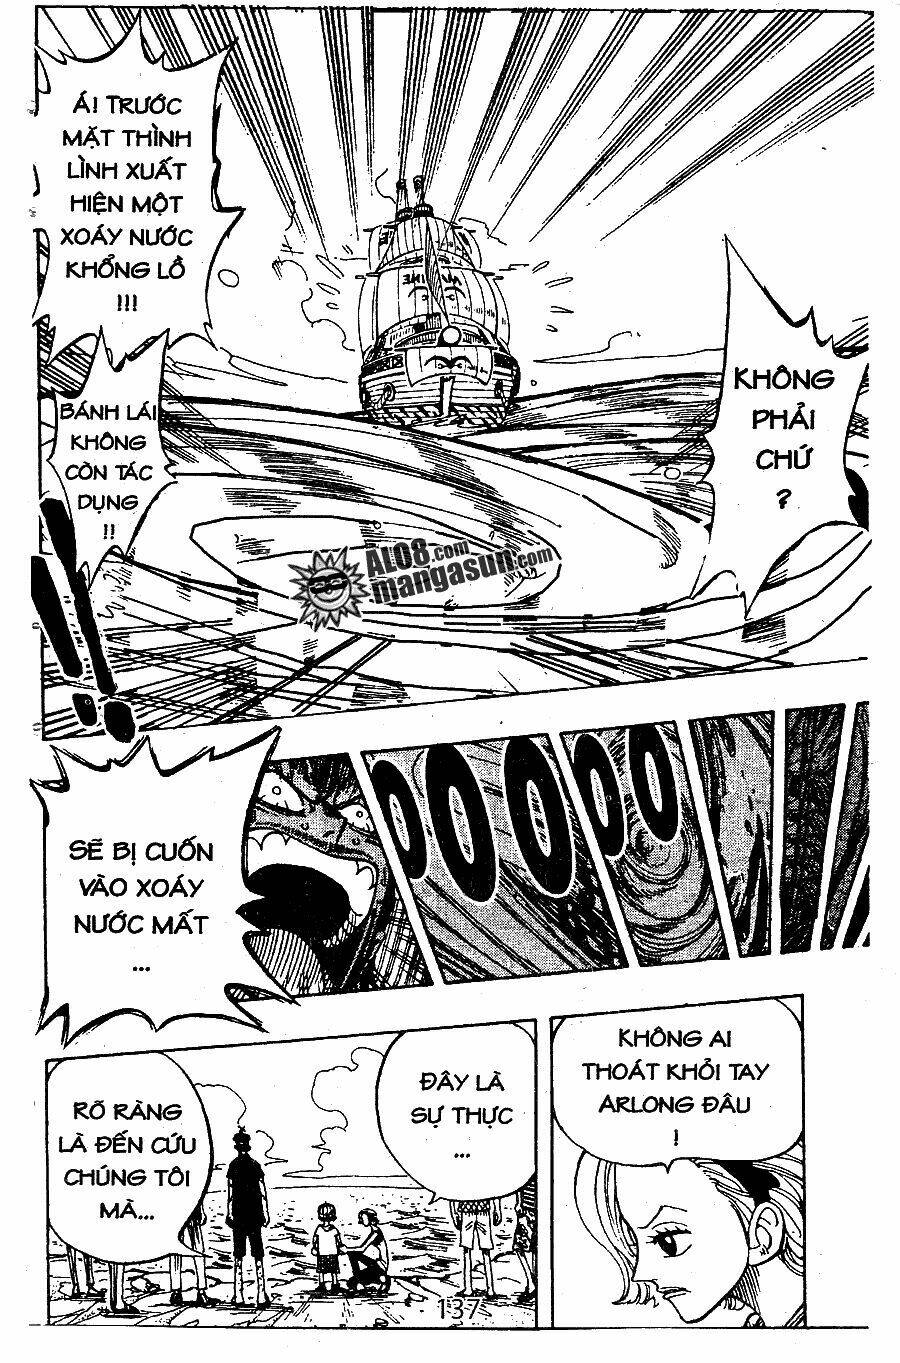 Á! TRƯỚC
MẶT THÌNH
LÌNH XUẤT
HIỆN MỘT
XOÁY NƯỚC
KHỔNG LỒ
!!!
KHÔNG
PHẢI
CHỨ
?
BÁNH LÁI
KHÔNG
CÒN TÁC
DỤNG
!!
AL08.com
mangasun.com
!!
SẼ BỊ CUỐN
VÀO XOÁY
NƯỚC MẤT
...
OOOOO
KHÔNG AI
THOÁT KHỎI TAY
ARLONG ĐÂU
!
ĐÂY LÀ
SỰ THỰC
...
RÕ RÀNG
LÀ ĐẾN CỨU
CHÚNG TÔI
MÀ...
137